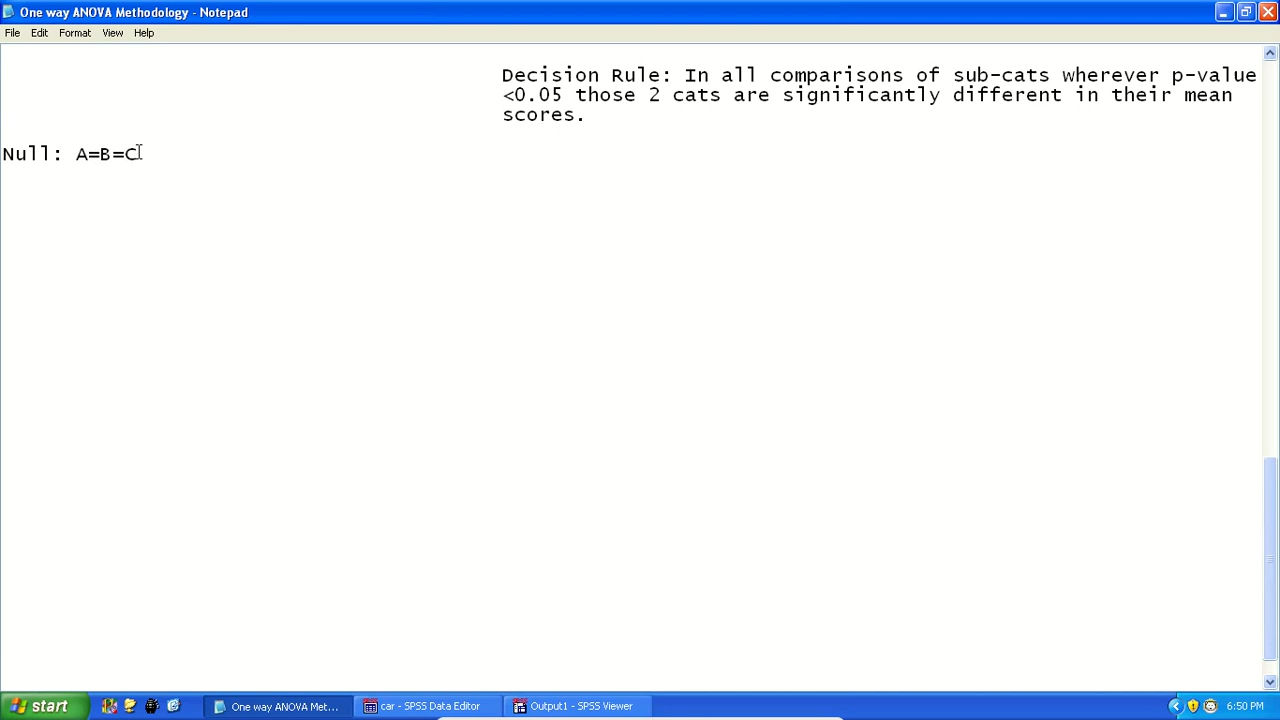 One way ANOVA Methodology - Notepad
File Edit Format View Help
Decision Rule: In all comparisons of sub-cats wherever p-value
<0.05 those 2 cats are significantly different in their mean
scores.
Null: A=B=C
start One way ANOVA Met... car - SPSS Data Editor Output1 - SPSS Viewer 6:50 PM